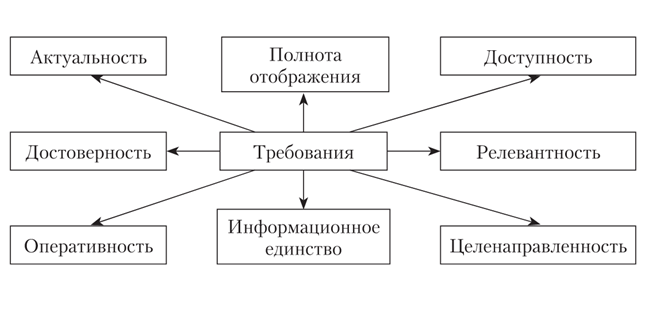 Актуальность
Полнота
отображения
Доступность
Достоверность
Требования
Релевантность
Оперативность
Информационное
единство
Целенаправленность